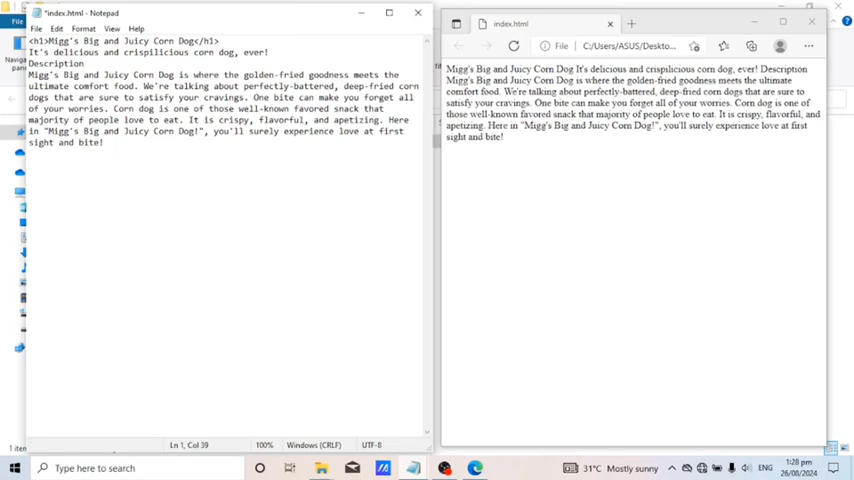 *index.html - Notepad
File Edit Format View Help
<h1>Migg's Big and Juicy Corn Dog</h1>
It's delicious and crispilicious corn dog, ever!
Description
Migg's Big and Juicy Corn Dog is where the golden-fried goodness meets the
ultimate comfort food. We're talking about perfectly-battered, deep-fried corn
dogs that are sure to satisfy your cravings. One bite can make you forget all
of your worries. Corn dog is one of those well-known favored snack that
majority of people love to eat. It is crispy, flavorful, and apetizing. Here
in "Migg's Big and Juicy Corn Dog!", you'll surely experience love at first
sight and bite!
Ln 1, Col 39 100% Windows (CRLF) UTF-8
index.html
File C:/Users/ASUS/Deskto...
Migg's Big and Juicy Corn Dog It's delicious and crispilicious corn dog, ever! Description
Migg's Big and Juicy Corn Dog is where the golden-fried goodness meets the ultimate
comfort food. We're talking about perfectly-battered, deep-fried corn dogs that are sure to
satisfy your cravings. One bite can make you forget all of your worries. Corn dog is one of
those well-known favored snack that majority of people love to eat. It is crispy, flavorful, and
apetizing. Here in "Migg's Big and Juicy Corn Dog!", you'll surely experience love at first
sight and bite!
File
1 item
Type here to search
31°C Mostly sunny
ENG
1:28 pm
26/08/2024